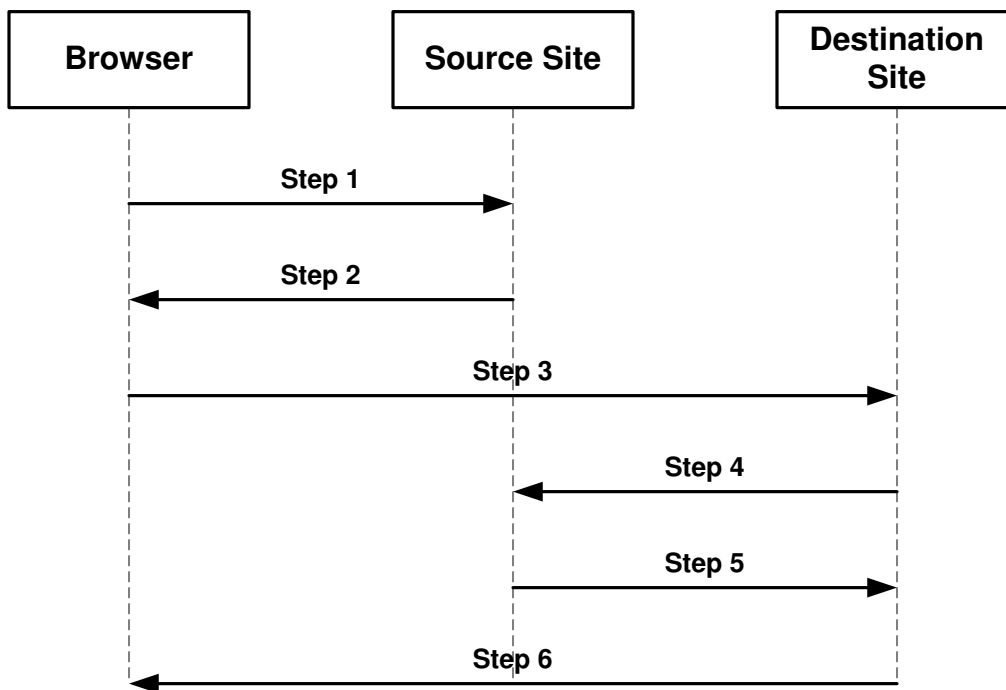 Browser
Source Site
Destination
Site
Step 1
Step 2
Step 3
Step 4
Step 5
Step 6